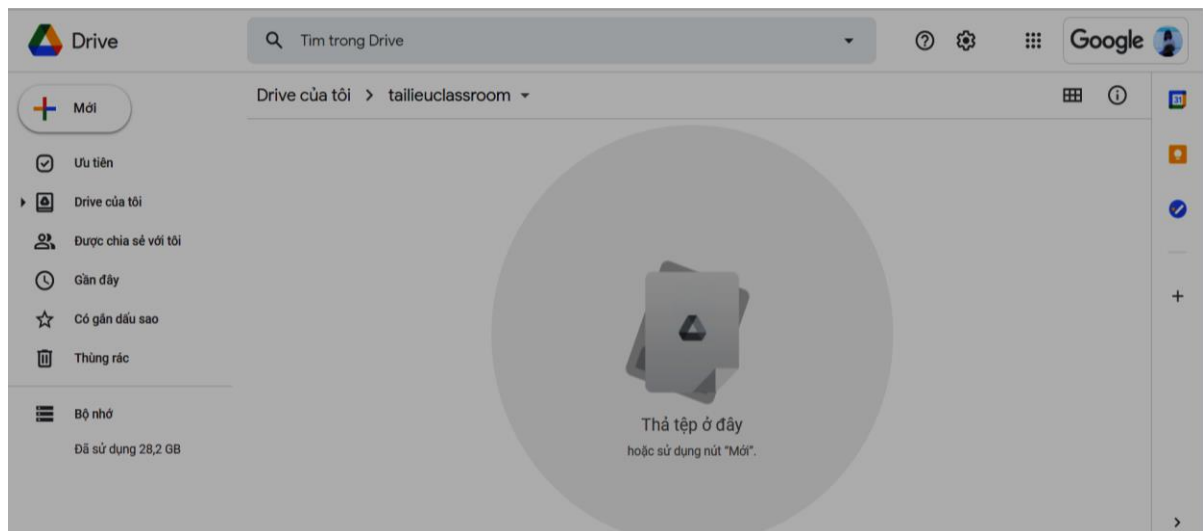 Drive
Tìm trong Drive
Google
Mới
Drive của tôi > tailieuclassroom
31
Ưu tiên
Drive của tôi
Được chia sẻ với tôi
Gần đây
Có gắn dấu sao
Thùng rác
Bộ nhớ
Đã sử dụng 28,2 GB
Thả tệp ở đây
hoặc sử dụng nút "Mới".